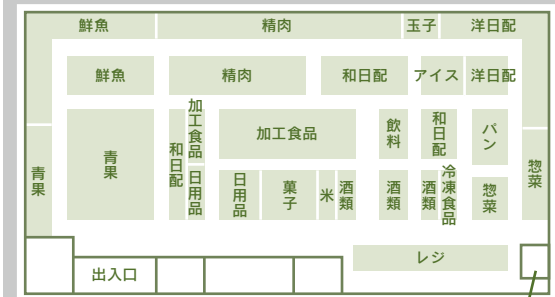 鮮魚
精肉
玉子
洋日配
鮮魚
精肉
和日配
アイス
洋日配
青果
青果
和日配
加工食品
日用品
加工食品
日用品
菓子
米
酒類
飲料
酒類
和日配
酒類
冷凍食品
パン
惣菜
惣菜
レジ
出入口